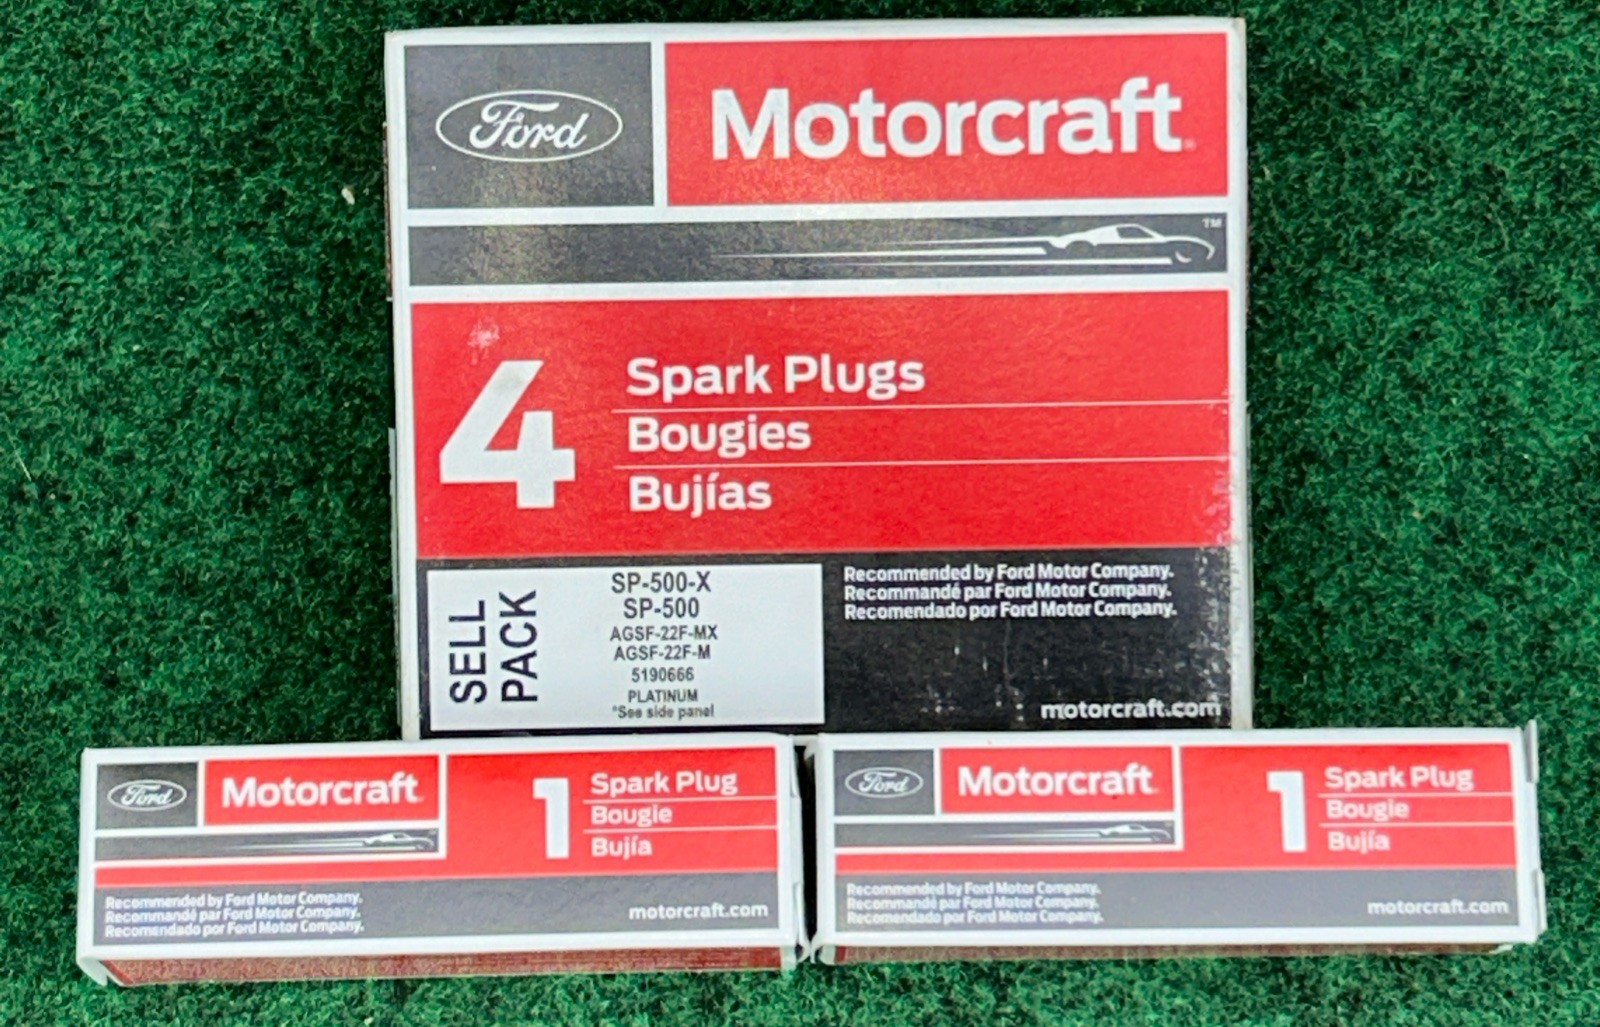 Ford
Motorcraft
TM
4
Spark Plugs
Bougies
Bujías
SELL
PACK
SP-500-X
SP-500
AGSF-22F-MX
AGSF-22F-M
5190666
PLATINUM
*See side panel
Recommended by Ford Motor Company.
Recommandé par Ford Motor Company.
Recomendado por Ford Motor Company.
motorcraft.com
Ford
Motorcraft
1
Spark Plug
Bougie
Bujía
Recommended by Ford Motor Company.
Recommandé par Ford Motor Company.
Recomendado por Ford Motor Company.
motorcraft.com
Ford
Motorcraft
1
Spark Plug
Bougie
Bujía
Recommended by Ford Motor Company.
Recommandé par Ford Motor Company.
Recomendado por Ford Motor Company.
motorcraft.com